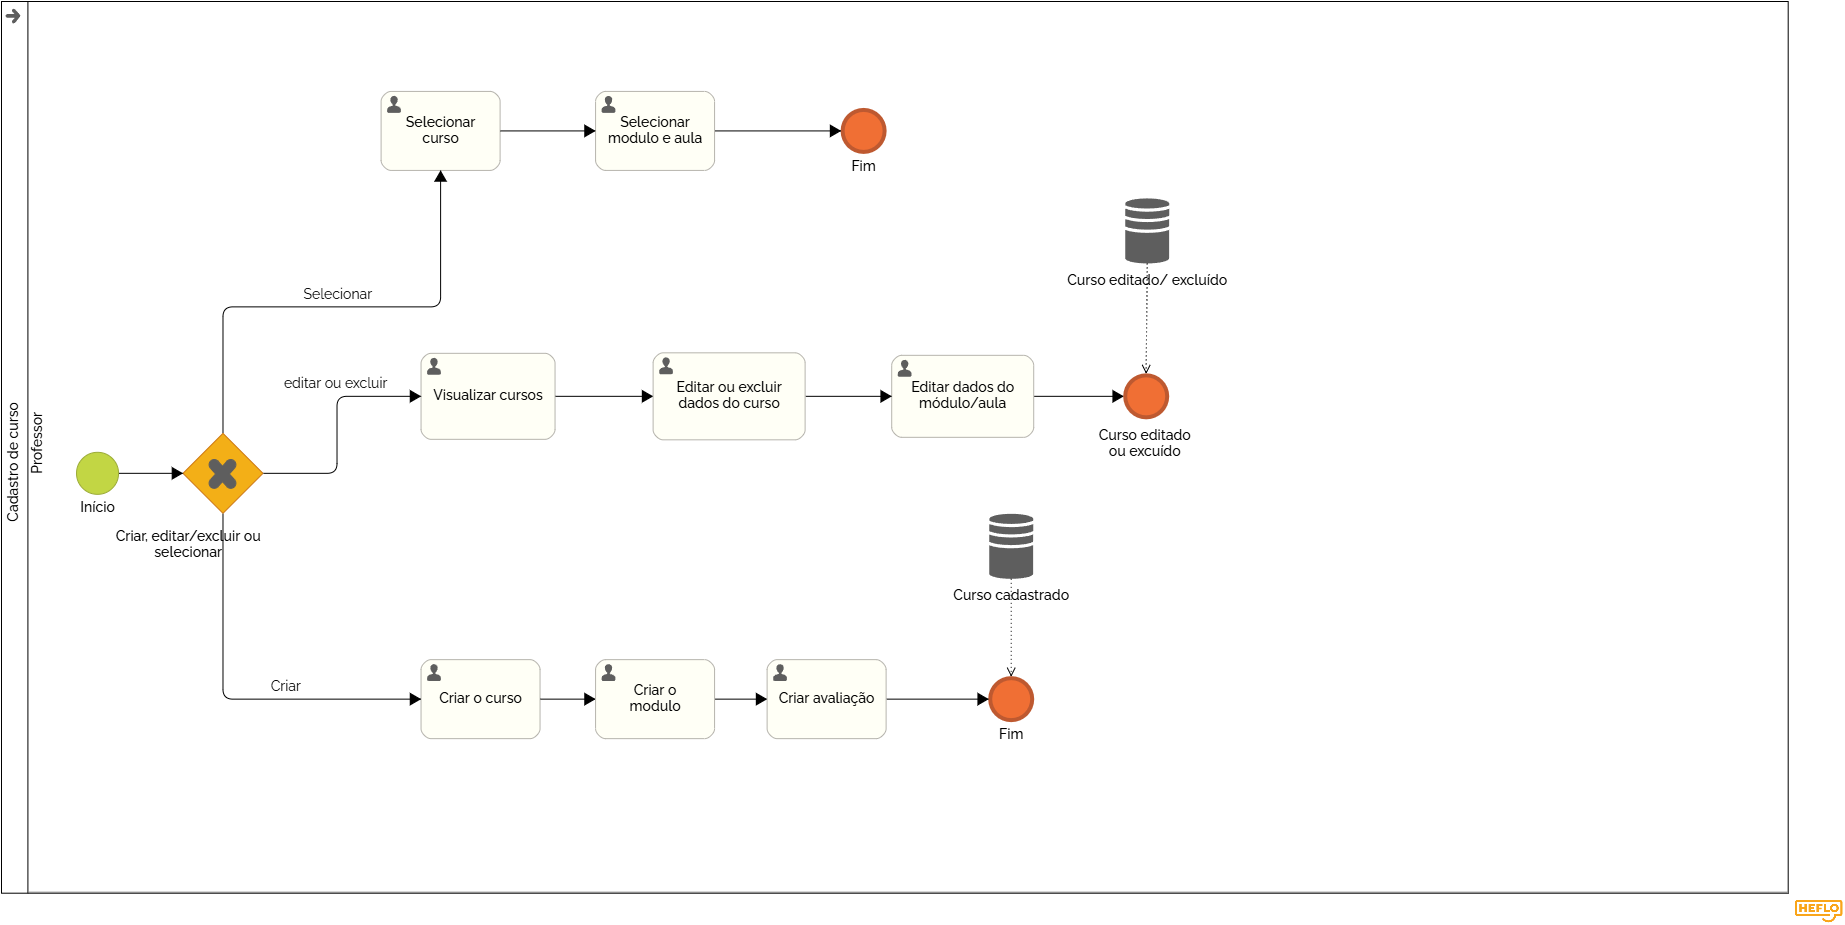 Cadastro de curso
Professor
Selecionar
curso
Selecionar
modulo e aula
Fim
Curso editado/ excluído
Selecionar
editar ou excluir
Visualizar cursos
Editar ou excluir
dados do curso
Editar dados do
módulo/aula
Curso editado
ou excuído
Início
Criar, editar/excluir ou
selecionar
Curso cadastrado
Criar
Criar o curso
Criar o
modulo
Criar avaliação
Fim
HEFLO